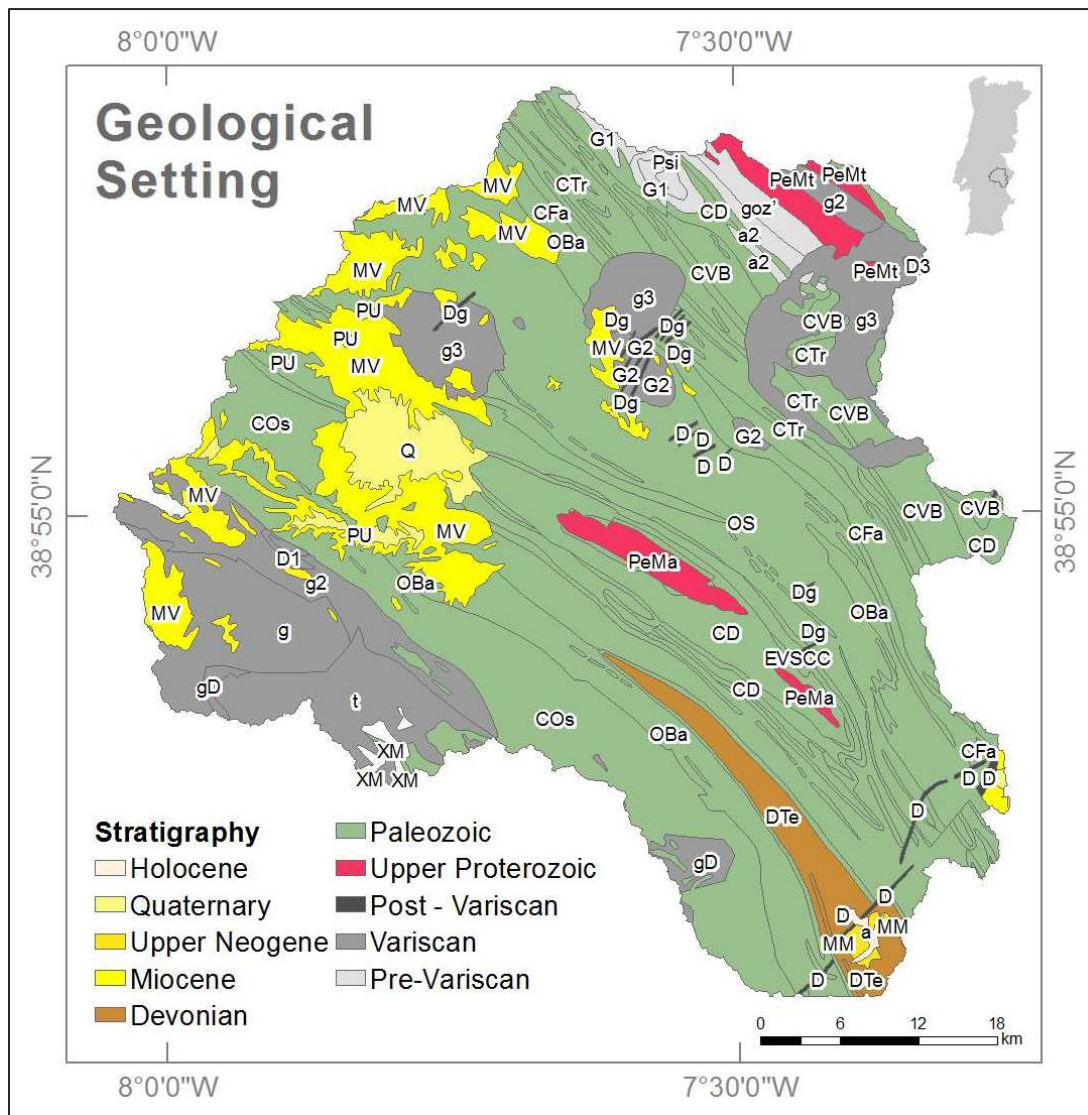 8°0'0"W
7°30'0"W
Geological
Setting
G1
Psi
G1
PeMt
PeMt
g2
MV
MV
CTr
CD
goz'
CFa
a2
MV
OBa
a2
D3
MV
CVB
PeMt
PU
Dg
g3
Dg
Dg
CVB
g3
PU
g3
MV
G2
Dg
CTr
PU
MV
G2
G2
Dg
CTr
CVB
COs
D
D
G2
CTr
Q
D
D
MV
38°55'0"N
38°55'0"N
OS
CVB
CVB
PU
MV
CFa
CD
D1
PeMa
g2
OBa
Dg
MV
OBa
g
CD
Dg
EVSCC
gD
CD
PeMa
t
COs
OBa
XM
XM
XM
CFa
D
D
D
DTe
gD
D
D
a
MM
MM
D
DTe
Stratigraphy
Holocene
Quaternary
Upper Neogene
Miocene
Devonian
Paleozoic
Upper Proterozoic
Post - Variscan
Variscan
Pre-Variscan
0 6 12 18
km
8°0'0"W
7°30'0"W